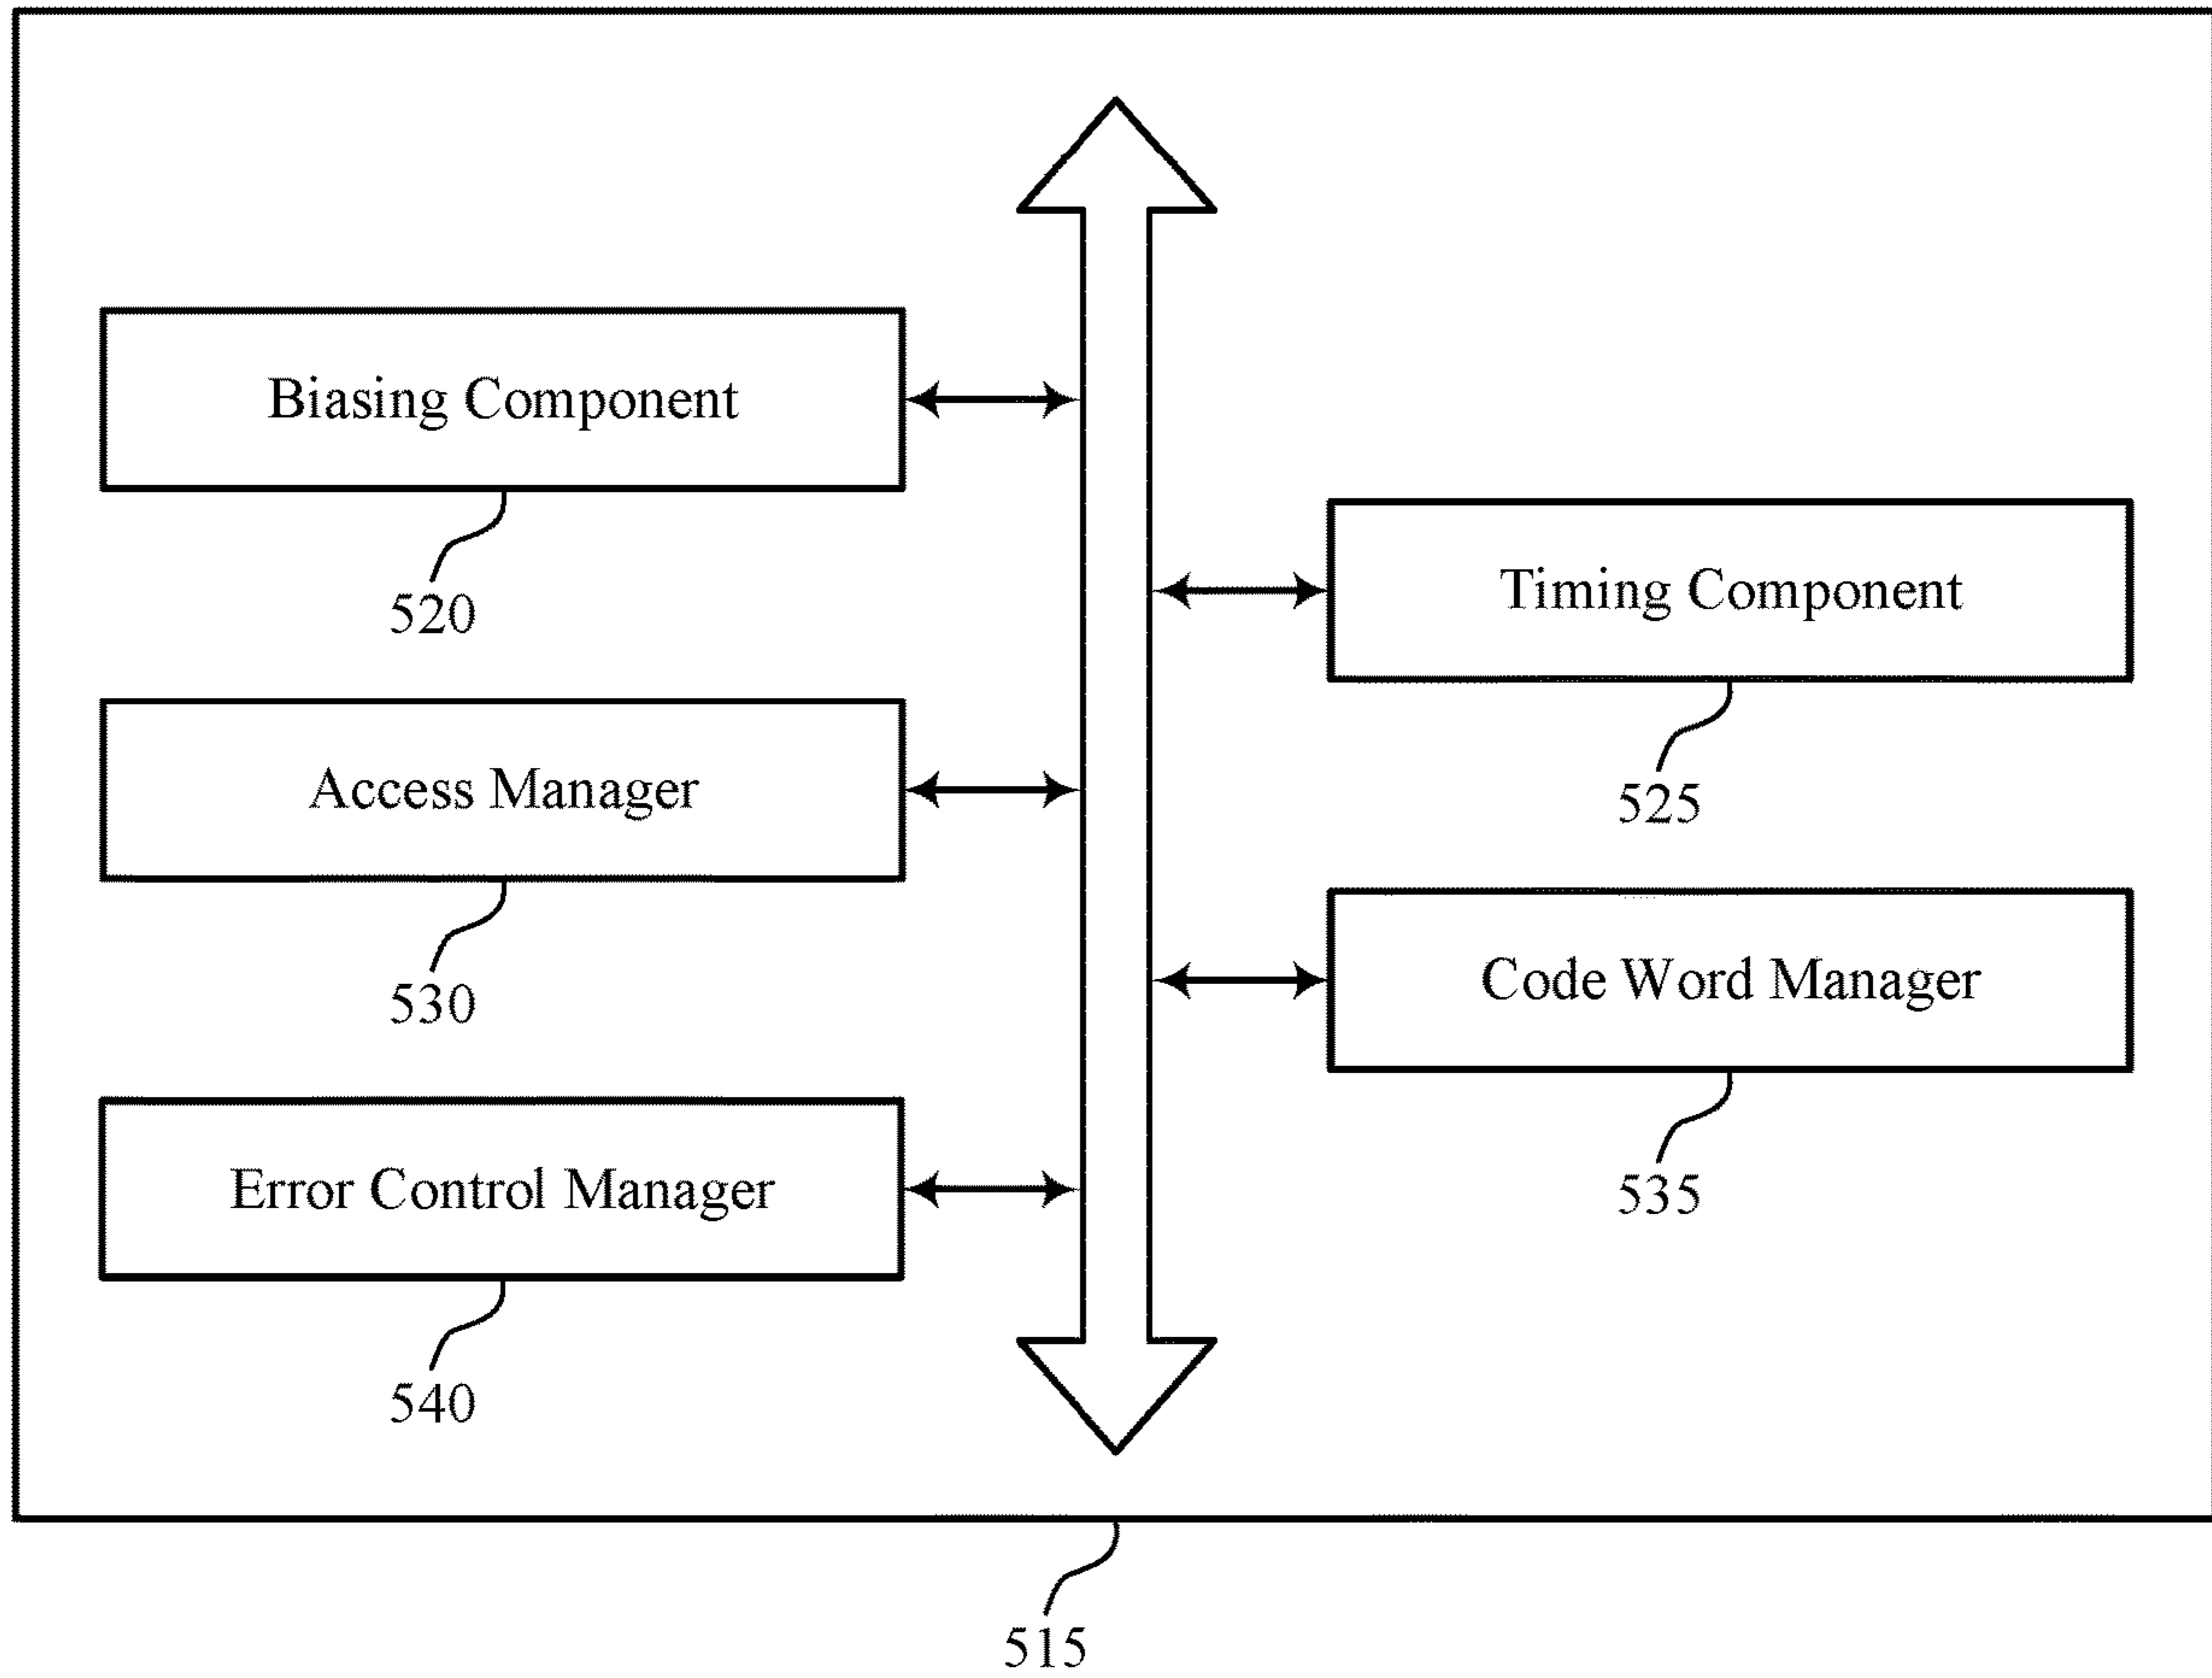 Biasing Component
520
Timing Component
525
Access Manager
530
Code Word Manager
535
Error Control Manager
540
515